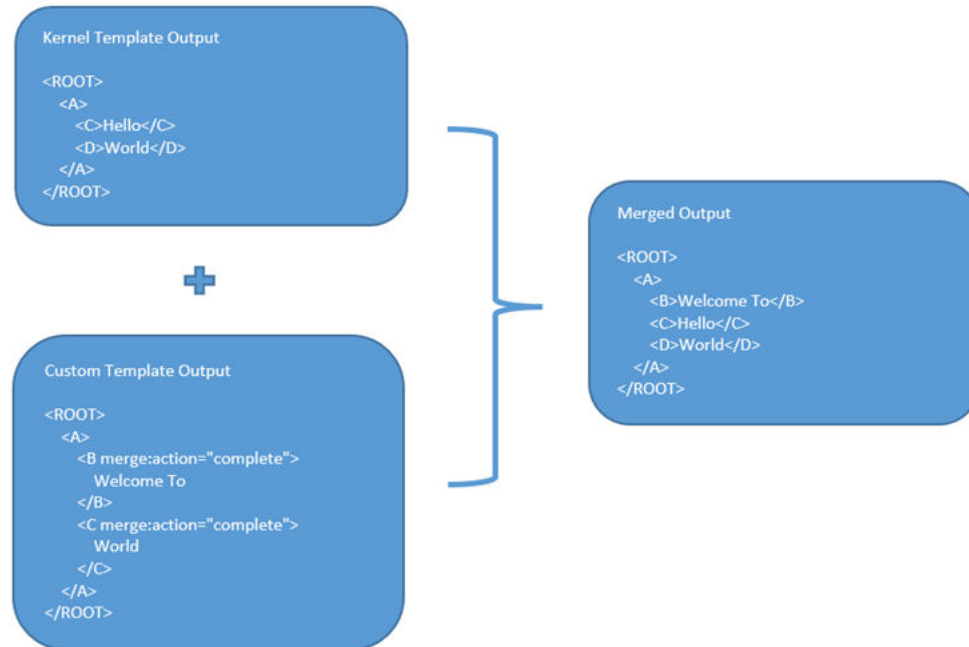 Kernel Template Output
<ROOT>
<A>
<C>Hello</C>
<D>World</D>
</A>
</ROOT>
Custom Template Output
<ROOT>
<A>
<B merge:action="complete">
Welcome To
</B>
<C merge:action="complete">
World
</C>
</A>
</ROOT>
Merged Output
<ROOT>
<A>
<B>Welcome To</B>
<C>Hello</C>
<D>World</D>
</A>
</ROOT>